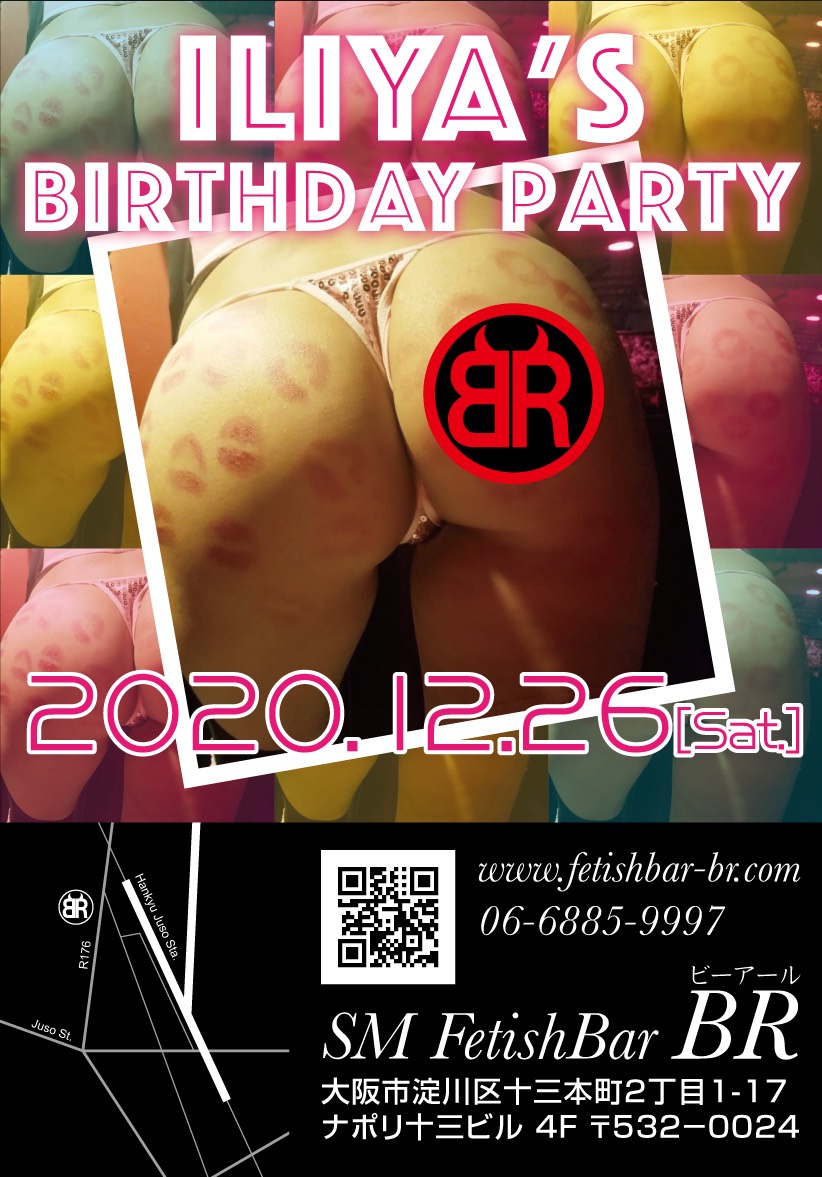 ILIYA'S
BIRTHDAY PARTY
BR
2020.12.26[Sat.]
BR
Hankyu Juso Sta.
R176
Juso St.
www.fetishbar-br.com
06-6885-9997
ビーアール
SM FetishBar BR
大阪市淀川区十三本町2丁目1-17
ナポリ十三ビル 4F 〒532−0024